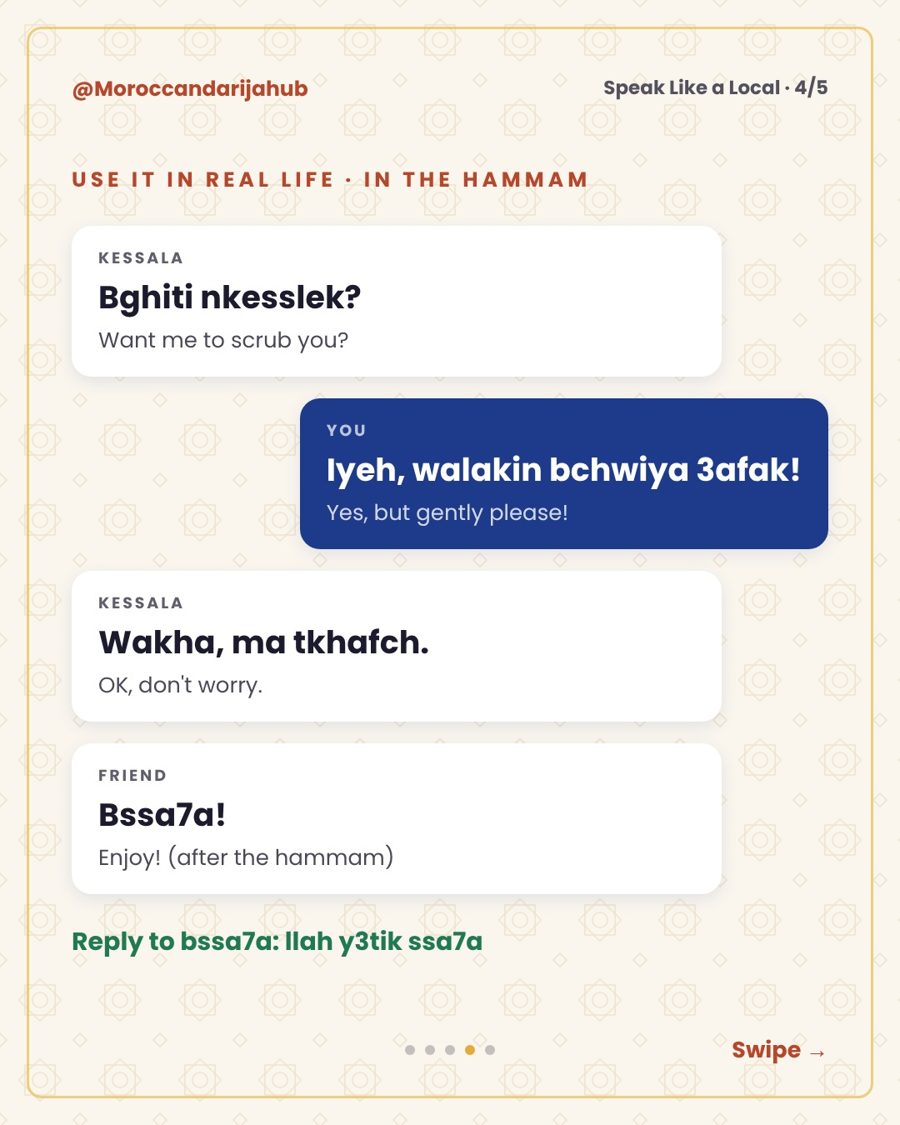 @Moroccandarijahub
Speak Like a Local · 4/5
USE IT IN REAL LIFE · IN THE HAMMAM
KESSALA
Bghiti nkesslek?
Want me to scrub you?
YOU
Iyeh, walakin bchwiya 3afak!
Yes, but gently please!
KESSALA
Wakha, ma tkhafch.
OK, don't worry.
FRIEND
Bssa7a!
Enjoy! (after the hammam)
Reply to bssa7a: llah y3tik ssa7a
Swipe →